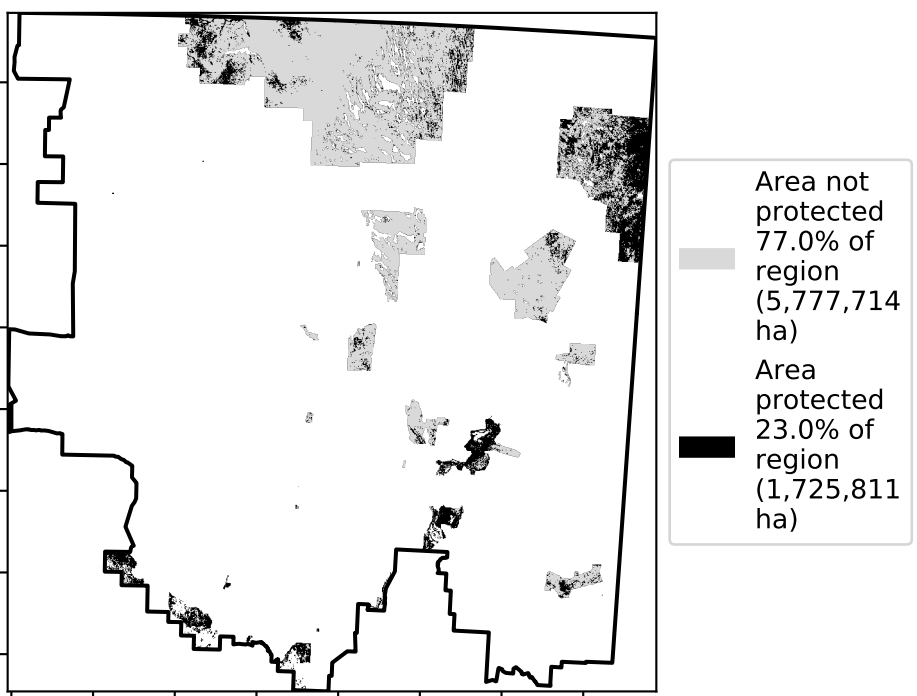 Area not
protected
77.0% of
region
(5,777,714
ha)
Area
protected
23.0% of
region
(1,725,811
ha)